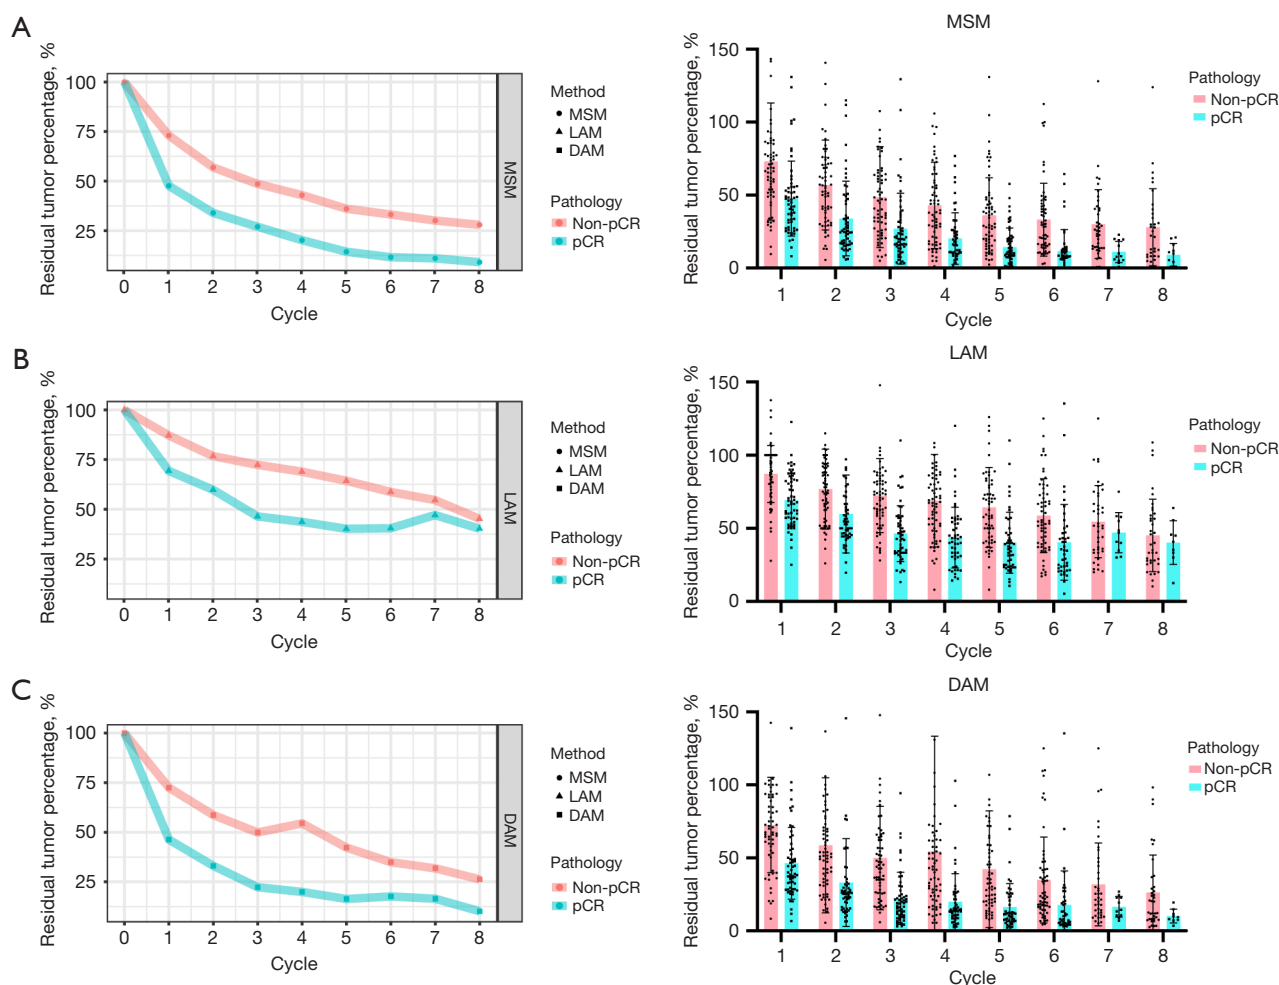 A
Residual tumor percentage, %
100
75
50
25
0 1 2 3 4 5 6 7 8
Cycle
MSM
Method
MSM
LAM
DAM
Pathology
Non-pCR
pCR
MSM
Residual tumor percentage, %
150
100
50
0
1 2 3 4 5 6 7 8
Cycle
Pathology
Non-pCR
pCR
B
Residual tumor percentage, %
100
75
50
25
0 1 2 3 4 5 6 7 8
Cycle
LAM
Method
MSM
LAM
DAM
Pathology
Non-pCR
pCR
LAM
Residual tumor percentage, %
150
100
50
0
1 2 3 4 5 6 7 8
Cycle
Pathology
Non-pCR
pCR
C
Residual tumor percentage, %
100
75
50
25
0 1 2 3 4 5 6 7 8
Cycle
DAM
Method
MSM
LAM
DAM
Pathology
Non-pCR
pCR
DAM
Residual tumor percentage, %
150
100
50
0
1 2 3 4 5 6 7 8
Cycle
Pathology
Non-pCR
pCR